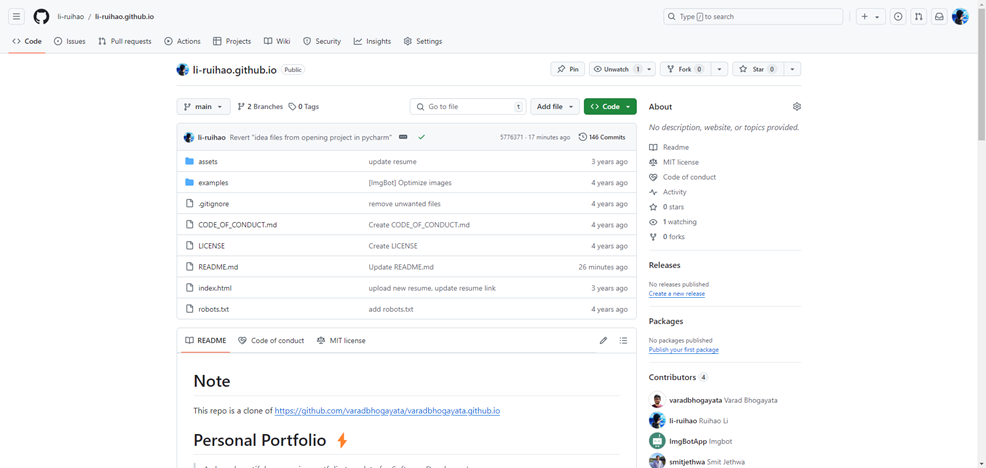 li-ruihao / li-ruihao.github.io
Type / to search
Code Issues Pull requests Actions Projects Wiki Security Insights Settings
li-ruihao.github.io Public
Pin Unwatch 1 Fork 0 Star 0
main 2 Branches 0 Tags Go to file t Add file Code
li-ruihao Revert "idea files from opening project in pycharm" 5776371 · 17 minutes ago 146 Commits
assets update resume 3 years ago
examples [ImgBot] Optimize images 4 years ago
.gitignore remove unwanted files 4 years ago
CODE_OF_CONDUCT.md Create CODE_OF_CONDUCT.md 4 years ago
LICENSE Create LICENSE 4 years ago
README.md Update README.md 26 minutes ago
index.html upload new resume, update resume link 3 years ago
robots.txt add robots.txt 4 years ago
README Code of conduct MIT license
Note
This repo is a clone of https://github.com/varadbhogayata/varadbhogayata.github.io
Personal Portfolio
About
No description, website, or topics provided.
Readme
MIT license
Code of conduct
Activity
0 stars
1 watching
0 forks
Releases
No releases published
Create a new release
Packages
No packages published
Publish your first package
Contributors 4
varadbhogayata Varad Bhogayata
li-ruihao Ruihao Li
ImgBotApp Imgbot
smitjethwa Smit Jethwa